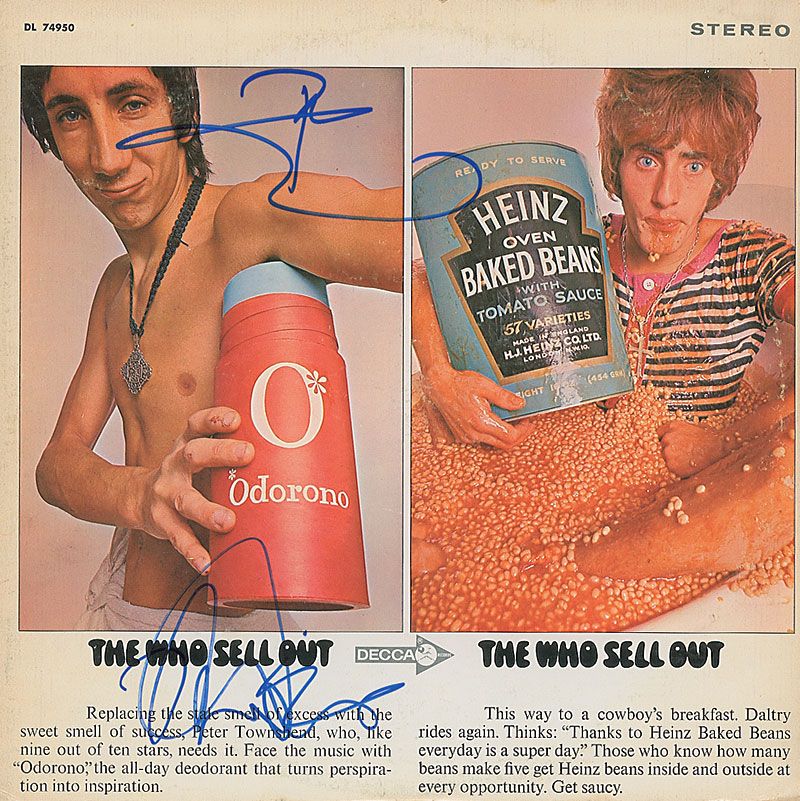 DL 74950
STEREO
O*
*Odorono
READY TO SERVE
HEINZ
OVEN
BAKED BEANS
WITH
TOMATO SAUCE
57 VARIETIES
MADE IN ENGLAND
H.J. HEINZ CO. LTD.
LONDON, N.W.10.
(454 GRM
THE WHO SELL OUT
DECCA
RECORDS
THE WHO SELL OUT
Replacing the stale smell of excess with the
sweet smell of success, Peter Townshend, who, like
nine out of ten stars, needs it. Face the music with
“Odorono,” the all-day deodorant that turns perspira-
tion into inspiration.
This way to a cowboy’s breakfast. Daltry
rides again. Thinks: “Thanks to Heinz Baked Beans
everyday is a super day.” Those who know how many
beans make five get Heinz beans inside and outside at
every opportunity. Get saucy.